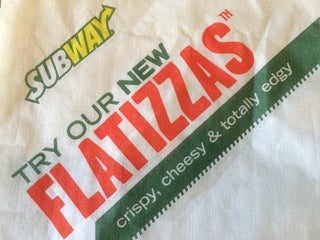 SUBWAY
TRY OUR NEW
FLATIZZAS™
crispy, cheesy & totally edgy